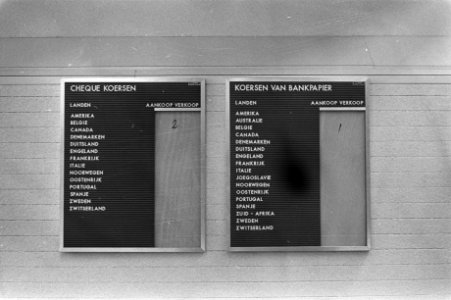 CHEQUE KOERSEN
LANDEN AANKOOP VERKOOP
AMERIKA
BELGIE
CANADA
DENEMARKEN
DUITSLAND
ENGELAND
FRANKRIJK
ITALIE
NOORWEGEN
OOSTENRIJK
PORTUGAL
SPANJE
ZWEDEN
ZWITSERLAND
2
KOERSEN VAN BANKPAPIER
LANDEN AANKOOP VERKOOP
AMERIKA
AUSTRALIE
BELGIE
CANADA
DENEMARKEN
DUITSLAND
ENGELAND
FRANKRIJK
ITALIE
JOEGOSLAVIE
NOORWEGEN
OOSTENRIJK
PORTUGAL
SPANJE
ZUID - AFRIKA
ZWEDEN
ZWITSERLAND
1